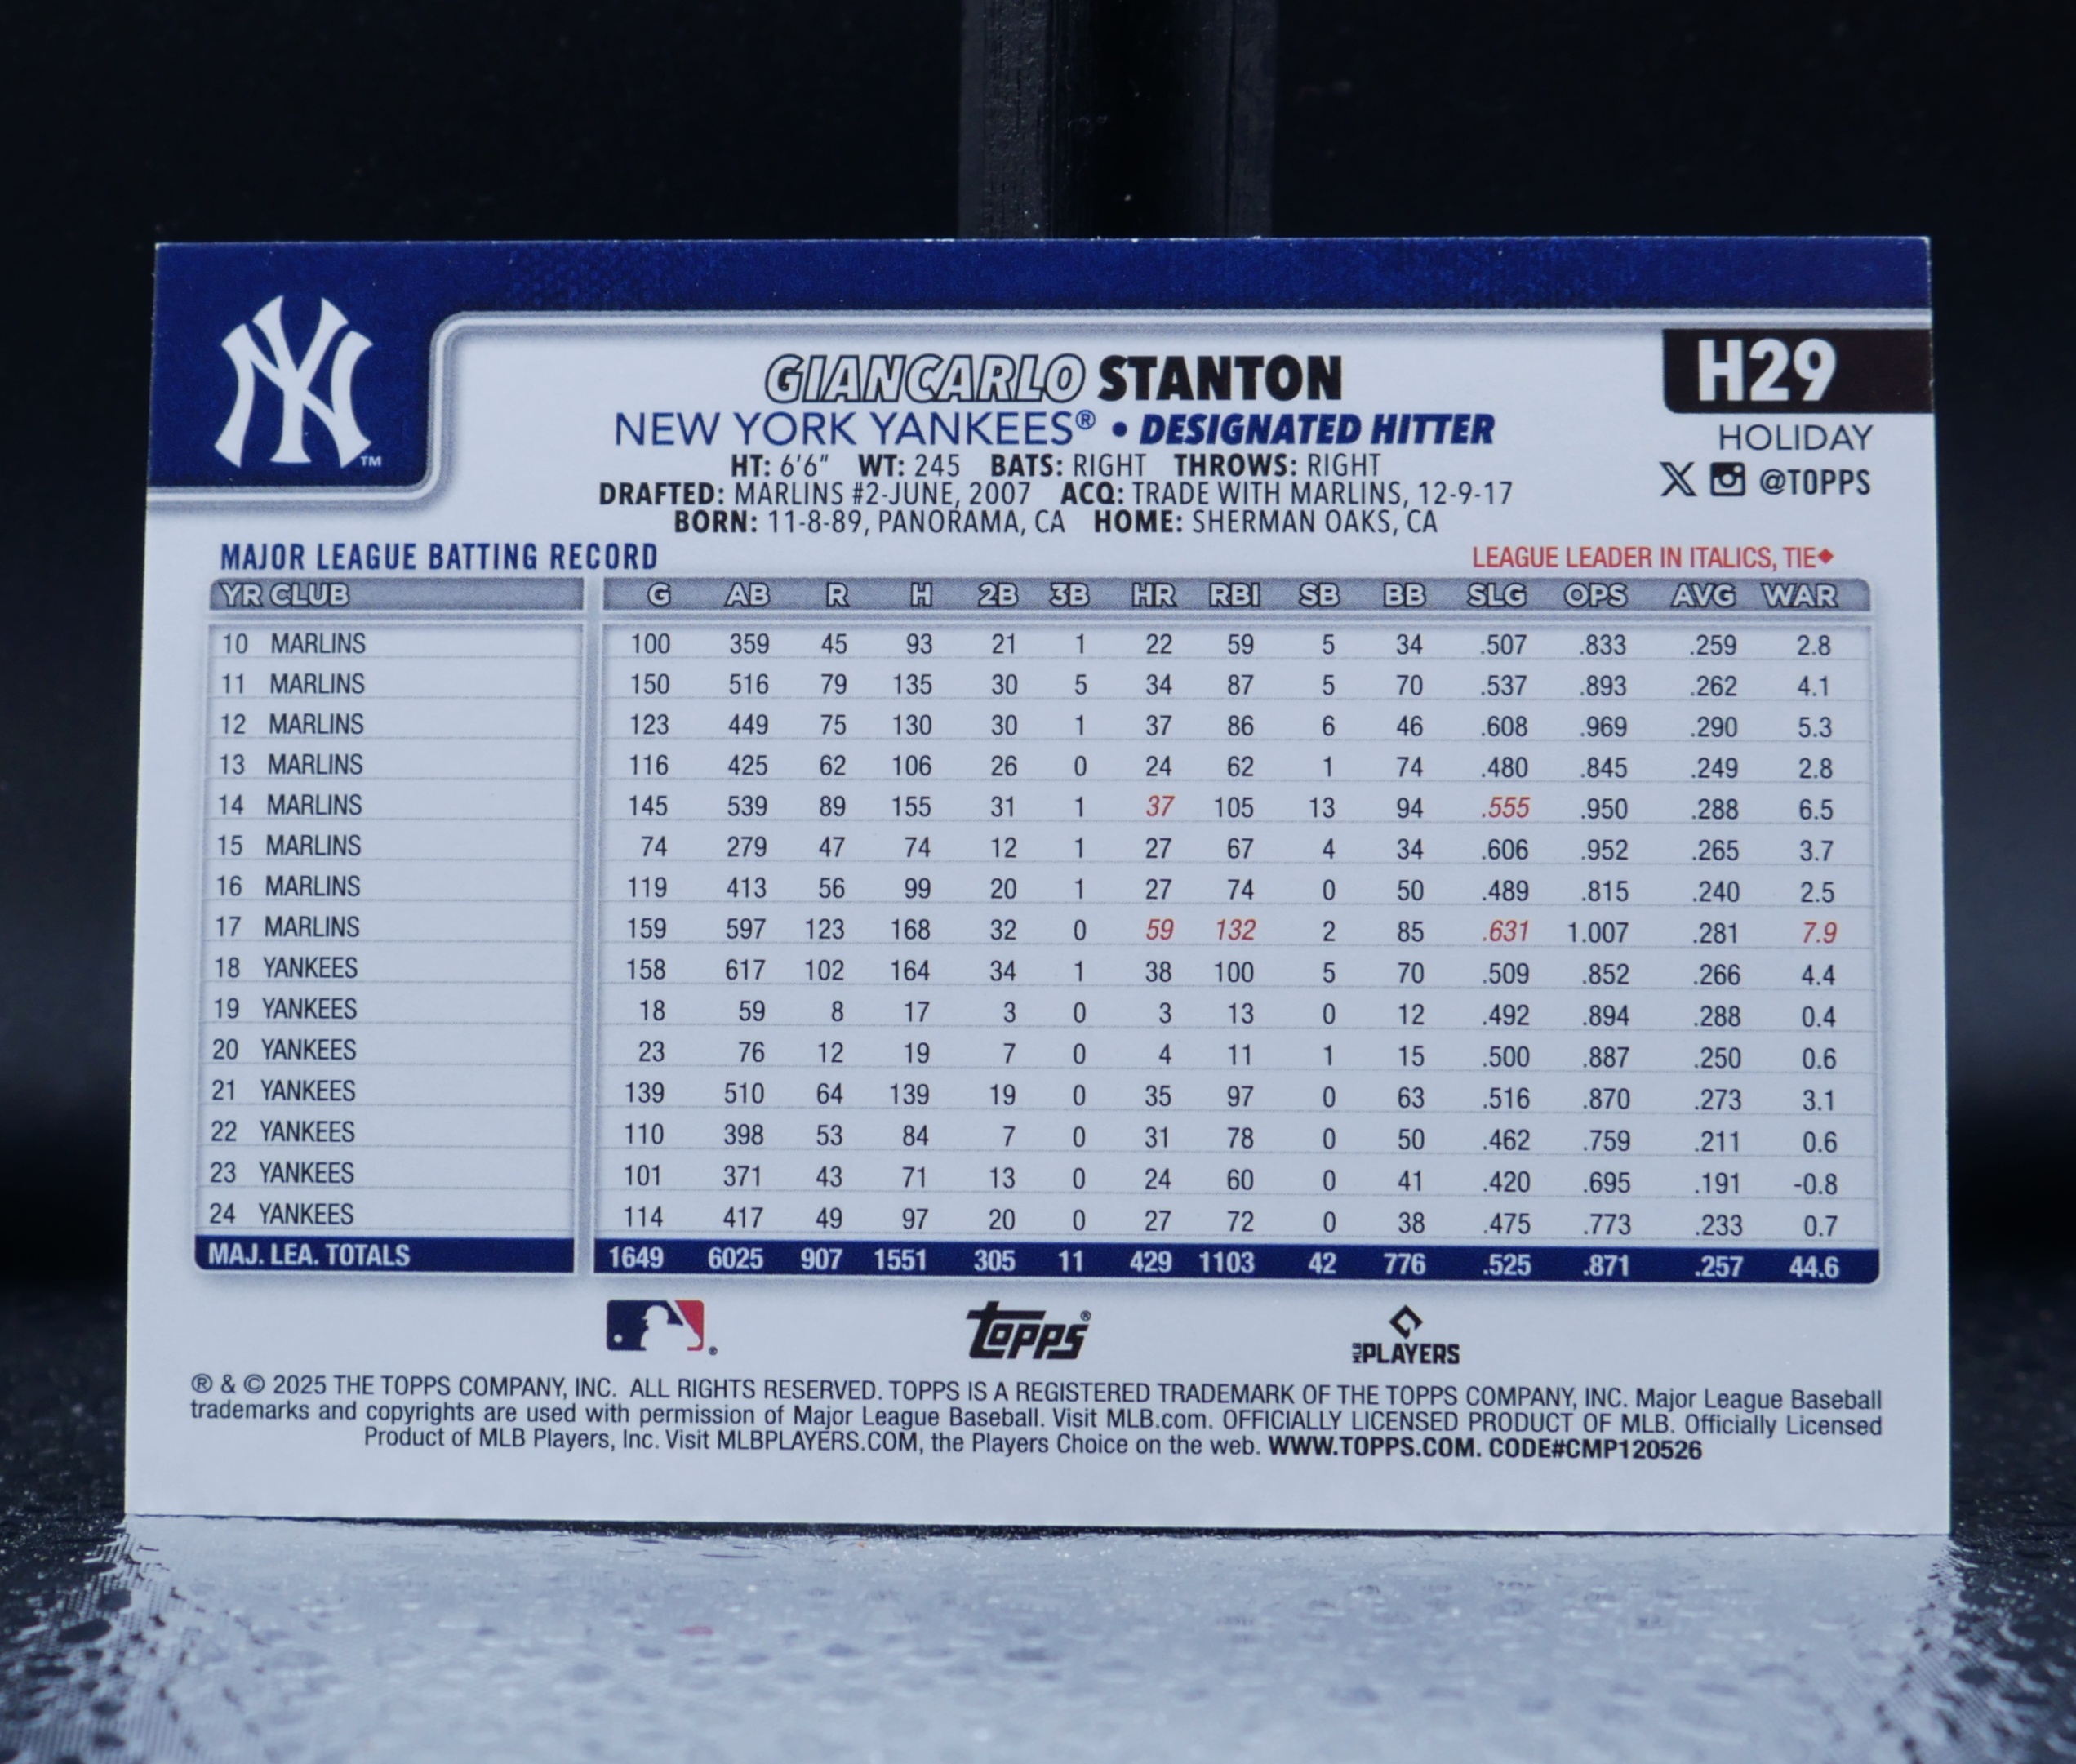 NY TM
GIANCARLO STANTON
H29
NEW YORK YANKEES® • DESIGNATED HITTER
HOLIDAY
HT: 6'6" WT: 245 BATS: RIGHT THROWS: RIGHT
X @TOPPS
DRAFTED: MARLINS #2-JUNE, 2007 ACQ: TRADE WITH MARLINS, 12-9-17
BORN: 11-8-89, PANORAMA, CA HOME: SHERMAN OAKS, CA
MAJOR LEAGUE BATTING RECORD LEAGUE LEADER IN ITALICS, TIE◆
YR CLUB G AB R H 2B 3B HR RBI SB BB SLG OPS AVG WAR
10 MARLINS 100 359 45 93 21 1 22 59 5 34 .507 .833 .259 2.8
11 MARLINS 150 516 79 135 30 5 34 87 5 70 .537 .893 .262 4.1
12 MARLINS 123 449 75 130 30 1 37 86 6 46 .608 .969 .290 5.3
13 MARLINS 116 425 62 106 26 0 24 62 1 74 .480 .845 .249 2.8
14 MARLINS 145 539 89 155 31 1 37 105 13 94 .555 .950 .288 6.5
15 MARLINS 74 279 47 74 12 1 27 67 4 34 .606 .952 .265 3.7
16 MARLINS 119 413 56 99 20 1 27 74 0 50 .489 .815 .240 2.5
17 MARLINS 159 597 123 168 32 0 59 132 2 85 .631 1.007 .281 7.9
18 YANKEES 158 617 102 164 34 1 38 100 5 70 .509 .852 .266 4.4
19 YANKEES 18 59 8 17 3 0 3 13 0 12 .492 .894 .288 0.4
20 YANKEES 23 76 12 19 7 0 4 11 1 15 .500 .887 .250 0.6
21 YANKEES 139 510 64 139 19 0 35 97 0 63 .516 .870 .273 3.1
22 YANKEES 110 398 53 84 7 0 31 78 0 50 .462 .759 .211 0.6
23 YANKEES 101 371 43 71 13 0 24 60 0 41 .420 .695 .191 -0.8
24 YANKEES 114 417 49 97 20 0 27 72 0 38 .475 .773 .233 0.7
MAJ. LEA. TOTALS 1649 6025 907 1551 305 11 429 1103 42 776 .525 .871 .257 44.6
® Topps® MLB PLAYERS
® & © 2025 THE TOPPS COMPANY, INC. ALL RIGHTS RESERVED. TOPPS IS A REGISTERED TRADEMARK OF THE TOPPS COMPANY, INC. Major League Baseball
trademarks and copyrights are used with permission of Major League Baseball. Visit MLB.com. OFFICIALLY LICENSED PRODUCT OF MLB. Officially Licensed
Product of MLB Players, Inc. Visit MLBPLAYERS.COM, the Players Choice on the web. WWW.TOPPS.COM. CODE#CMP120526